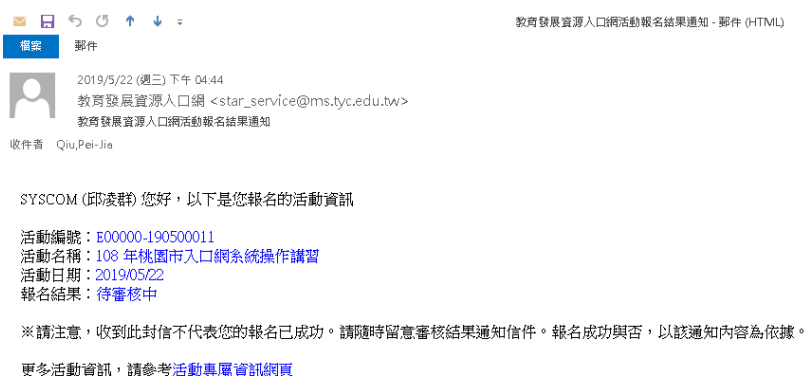 教育發展資源入口網活動報名結果通知 - 郵件 (HTML)
檔案 郵件
2019/5/22 (週三) 下午 04:44
教育發展資源入口網 <star_service@ms.tyc.edu.tw>
教育發展資源入口網活動報名結果通知
收件者 Qiu,Pei-Jia
SYSCOM (邱凌群) 您好，以下是您報名的活動資訊
活動編號：E00000-190500011
活動名稱：108 年桃園市入口網系統操作講習
活動日期：2019/05/22
報名結果：待審核中
※請注意，收到此封信不代表您的報名已成功。請隨時留意審核結果通知信件。報名成功與否，以該通知內容為依據。
更多活動資訊，請參考活動專屬資訊網頁